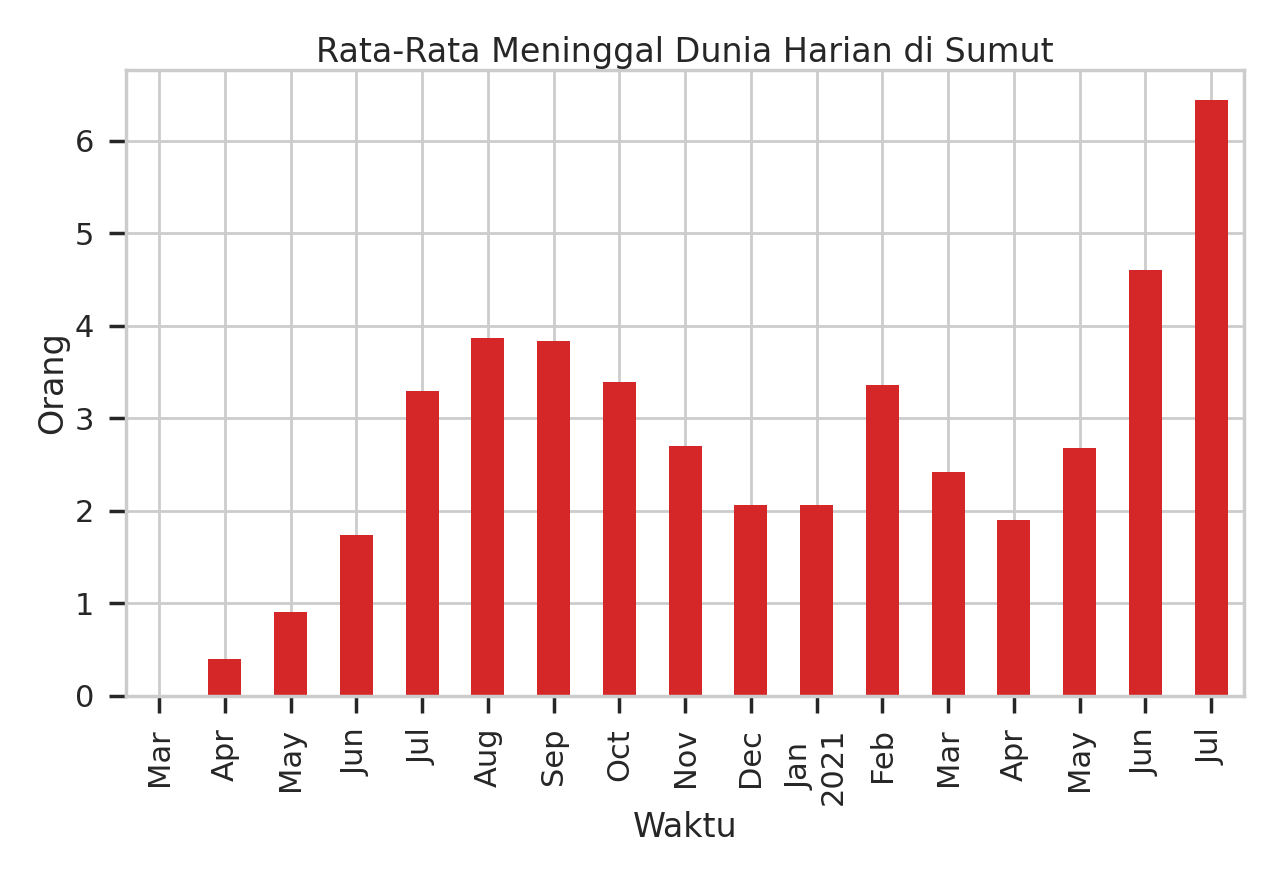 Rata-Rata Meninggal Dunia Harian di Sumut
Orang
6
5
4
3
2
1
0
Mar
Apr
May
Jun
Jul
Aug
Sep
Oct
Nov
Dec
Jan
2021
Feb
Mar
Apr
May
Jun
Jul
Waktu